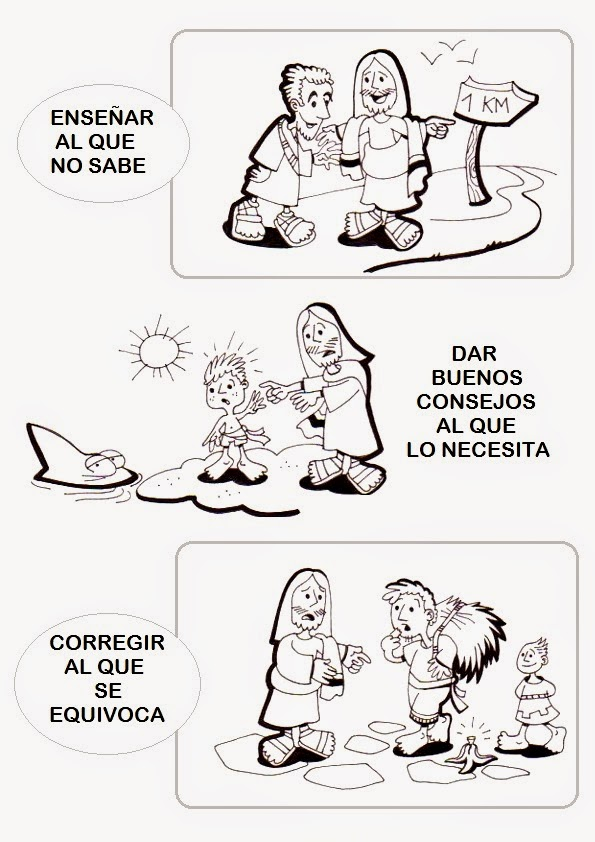 ENSEÑAR
AL QUE
NO SABE
1 KM
DAR
BUENOS
CONSEJOS
AL QUE
LO NECESITA
CORREGIR
AL QUE
SE
EQUIVOCA